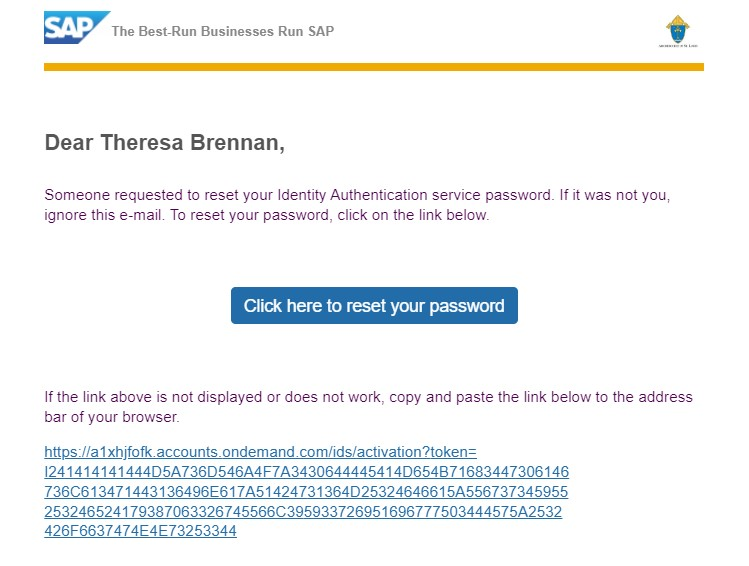 SAP
The Best-Run Businesses Run SAP
Dear Theresa Brennan,
Someone requested to reset your Identity Authentication service password. If it was not you,
ignore this e-mail. To reset your password, click on the link below.
Click here to reset your password
If the link above is not displayed or does not work, copy and paste the link below to the address
bar of your browser.
https://a1xhjfofk.accounts.ondemand.com/ids/activation?token=
I241414141444D5A736D546A4F7A3430644445414D654B71683447306146
736C613471443136496E617A51424731364D25324646615A556737345955
253246524179387063326745566C395933726951696777503444575A2532
426F6637474E4E73253344